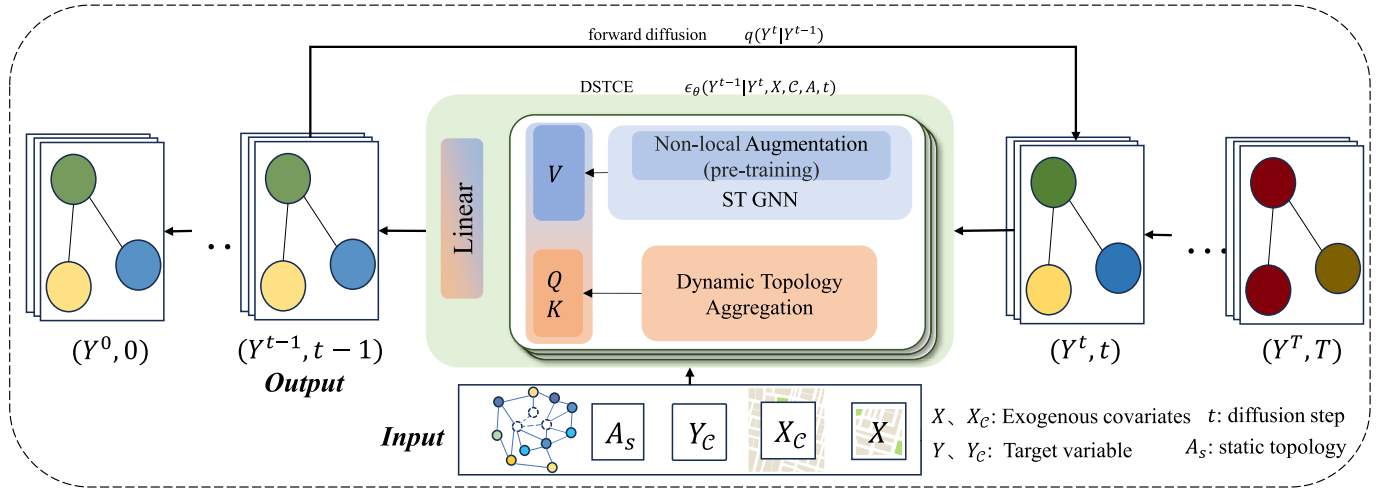 forward diffusion q(Y^t|Y^{t-1})
DSTCE ϵ_θ(Y^{t-1}|Y^t, X, 𝒞, A, t)
Linear
V
Non-local Augmentation
(pre-training)
ST GNN
Q
K
Dynamic Topology
Aggregation
(Y^0, 0)
(Y^{t-1}, t − 1)
Output
(Y^t, t)
(Y^T, T)
Input
A_s
Y_𝒞
X_𝒞
X
X、X_𝒞: Exogenous covariates t: diffusion step
Y、Y_𝒞: Target variable A_s: static topology